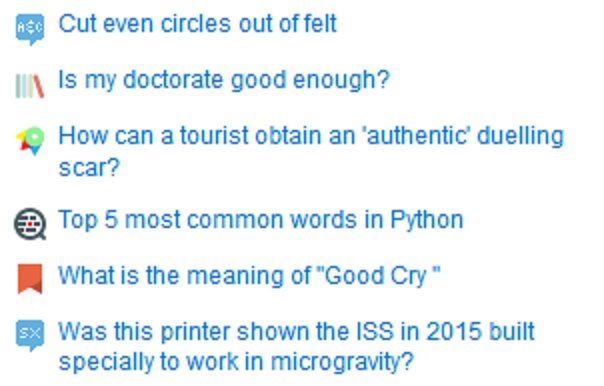 A&C
Cut even circles out of felt
Is my doctorate good enough?
How can a tourist obtain an 'authentic' duelling
scar?
Top 5 most common words in Python
What is the meaning of "Good Cry "
SX
Was this printer shown the ISS in 2015 built
specially to work in microgravity?